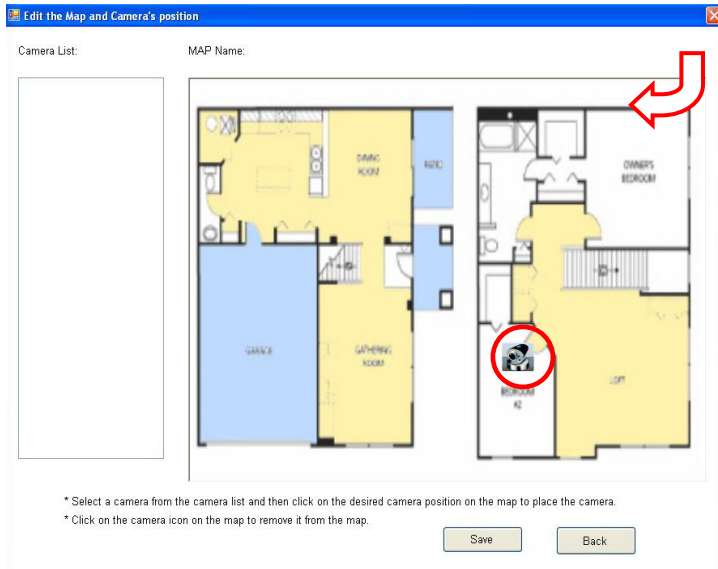 Edit the Map and Camera's position
Camera List:
MAP Name:
DINING
ROOM
PATIO
OWNER'S
BEDROOM
GARAGE
GATHERING
ROOM
BEDROOM
#2
LOFT
* Select a camera from the camera list and then click on the desired camera position on the map to place the camera.
* Click on the camera icon on the map to remove it from the map.
Save
Back